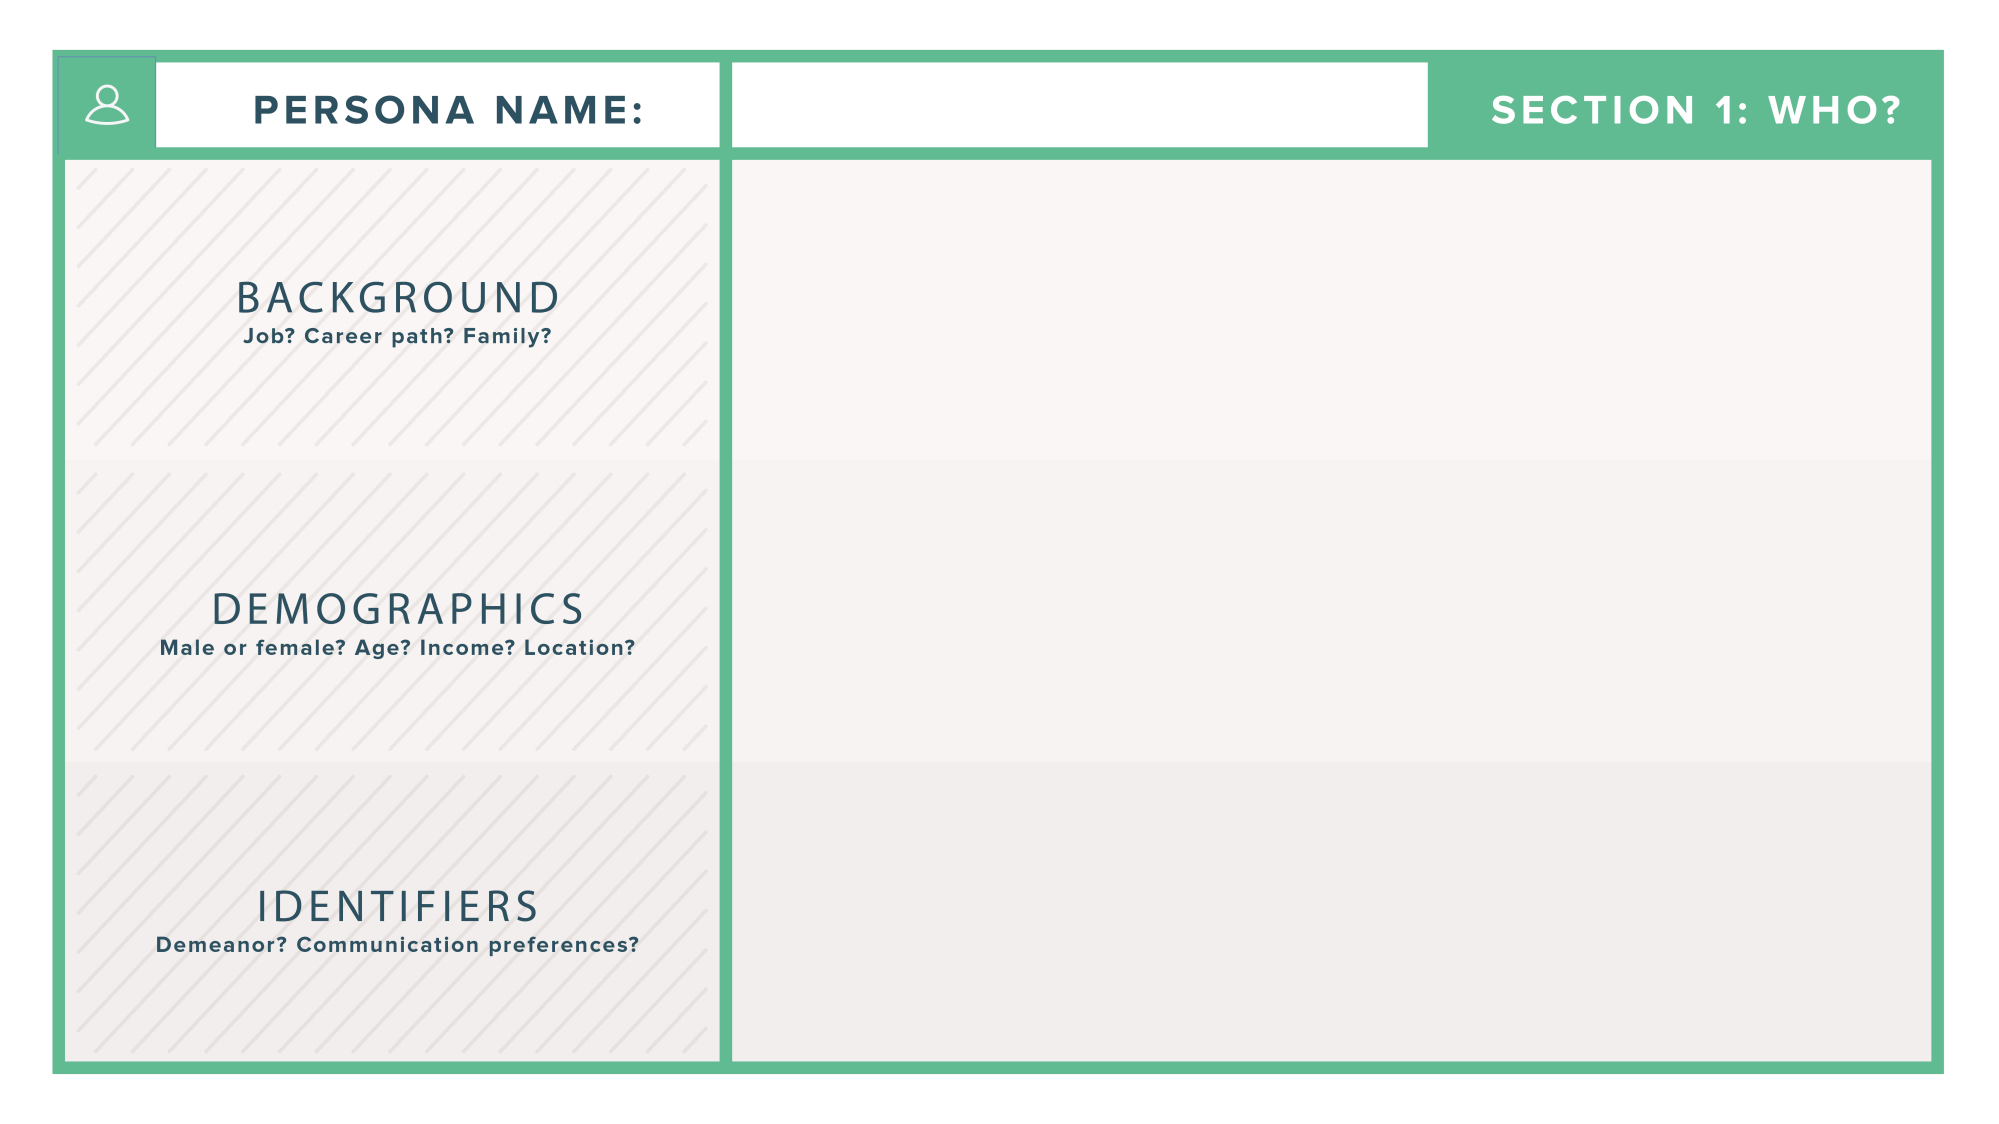 PERSONA NAME:
SECTION 1: WHO?
BACKGROUND
Job? Career path? Family?
DEMOGRAPHICS
Male or female? Age? Income? Location?
IDENTIFIERS
Demeanor? Communication preferences?